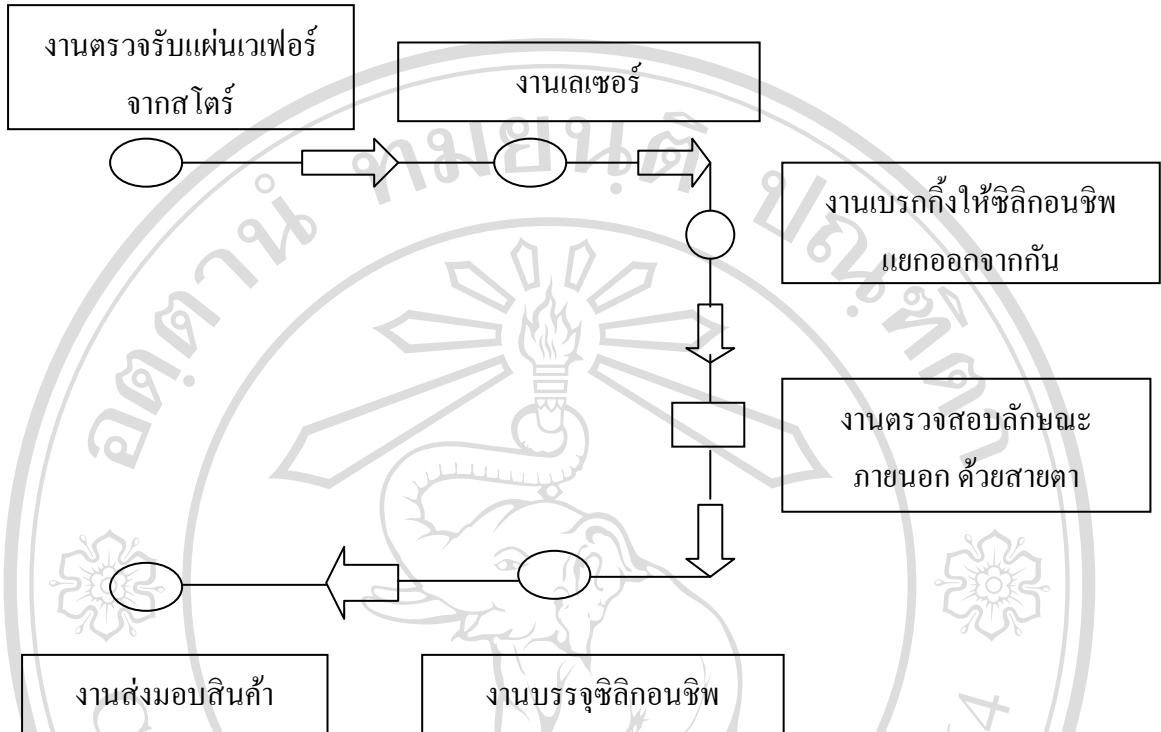 งานตรวจรับแผ่นเวเฟอร์
จากสโตร์
งานเลเซอร์
งานเบรกกิ้งให้ซิลิกอนชิพ
แยกออกจากกัน
งานตรวจสอบลักษณะ
ภายนอก ด้วยสายตา
งานส่งมอบสินค้า
งานบรรจุซิลิกอนชิพ